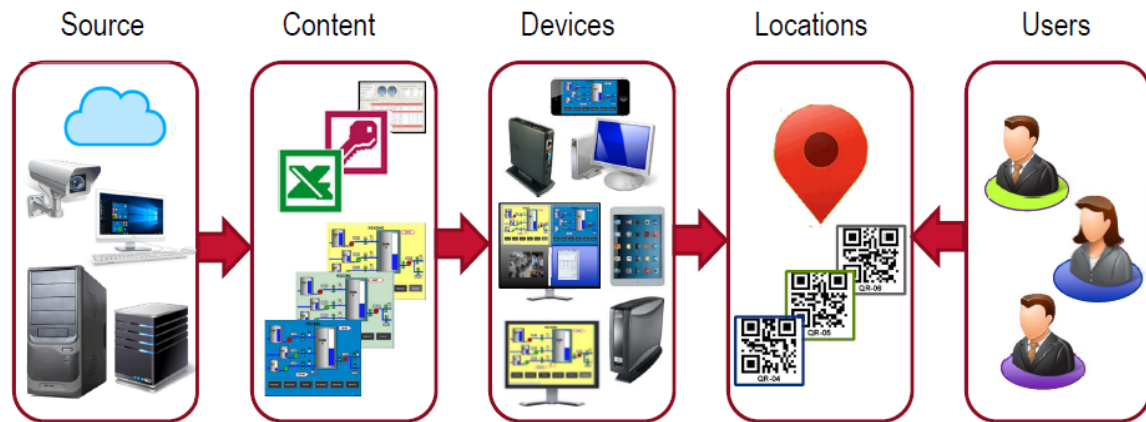 Source
Content
Devices
Locations
Users
QR-06
QR-05
QR-04